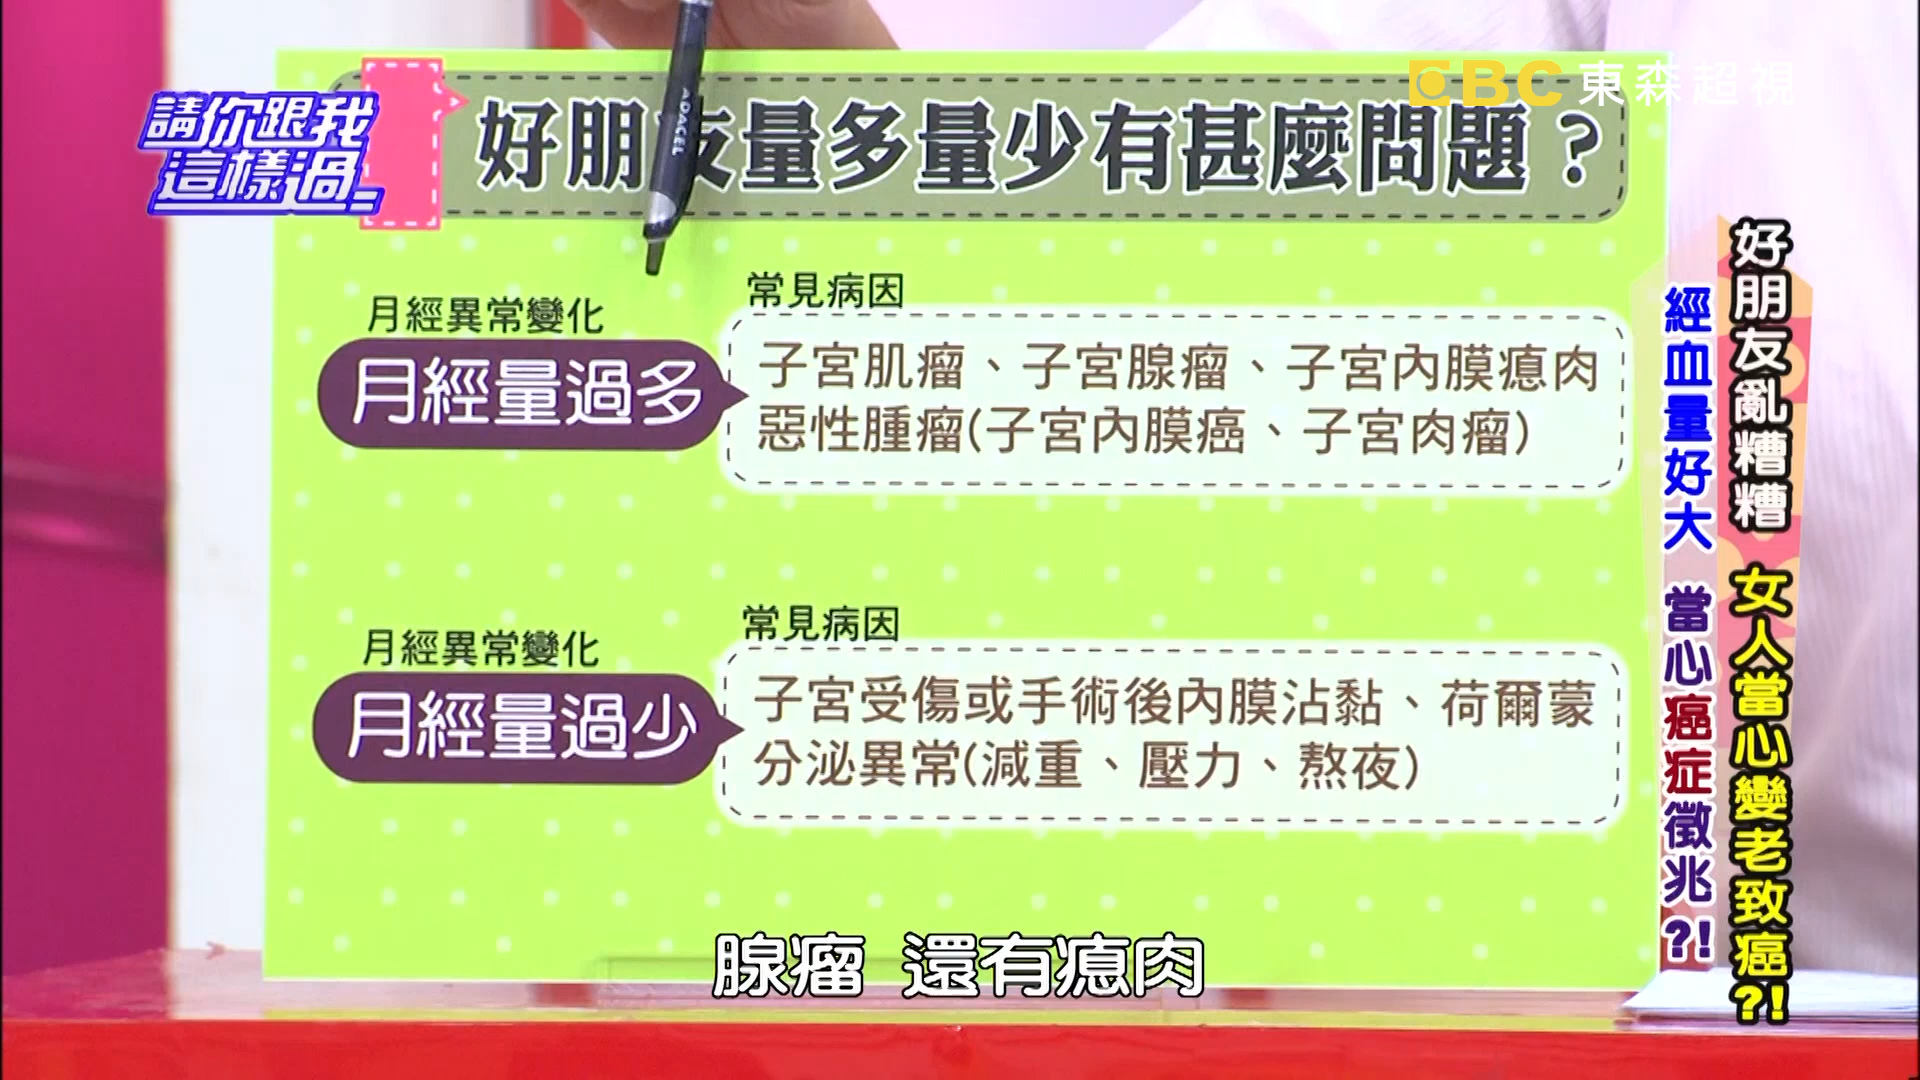 EBC 東森超視
請你跟我
這樣過
好朋友量多量少有甚麼問題？
月經異常變化
月經量過多
常見病因
子宮肌瘤、子宮腺瘤、子宮內膜瘜肉
惡性腫瘤(子宮內膜癌、子宮肉瘤)
月經異常變化
月經量過少
常見病因
子宮受傷或手術後內膜沾黏、荷爾蒙
分泌異常(減重、壓力、熬夜)
好朋友亂糟糟 女人當心變老致癌?!
經血量好大 當心癌症徵兆?!
腺瘤 還有瘜肉